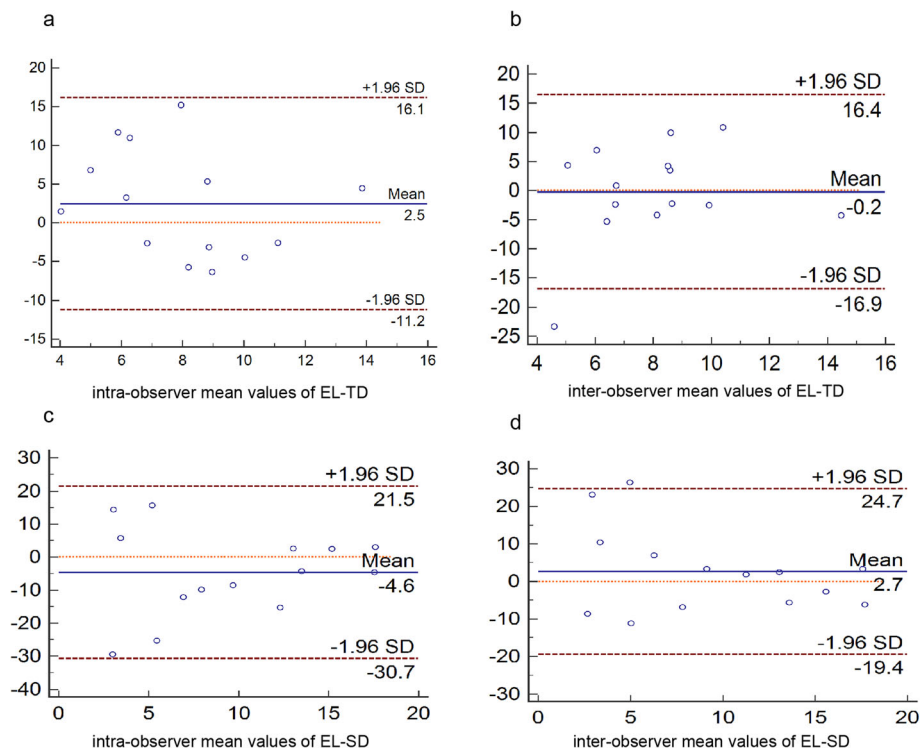 a
20
15
10
5
0
-5
-10
-15
+1.96 SD
16.1
Mean
2.5
-1.96 SD
-11.2
4 6 8 10 12 14 16
intra-observer mean values of EL-TD
b
20
15
10
5
0
-5
-10
-15
-20
-25
+1.96 SD
16.4
Mean
-0.2
-1.96 SD
-16.9
4 6 8 10 12 14 16
inter-observer mean values of EL-TD
c
30
20
10
0
-10
-20
-30
-40
+1.96 SD
21.5
Mean
-4.6
-1.96 SD
-30.7
0 5 10 15 20
intra-observer mean values of EL-SD
d
30
20
10
0
-10
-20
-30
+1.96 SD
24.7
Mean
2.7
-1.96 SD
-19.4
0 5 10 15 20
inter-observer mean values of EL-SD